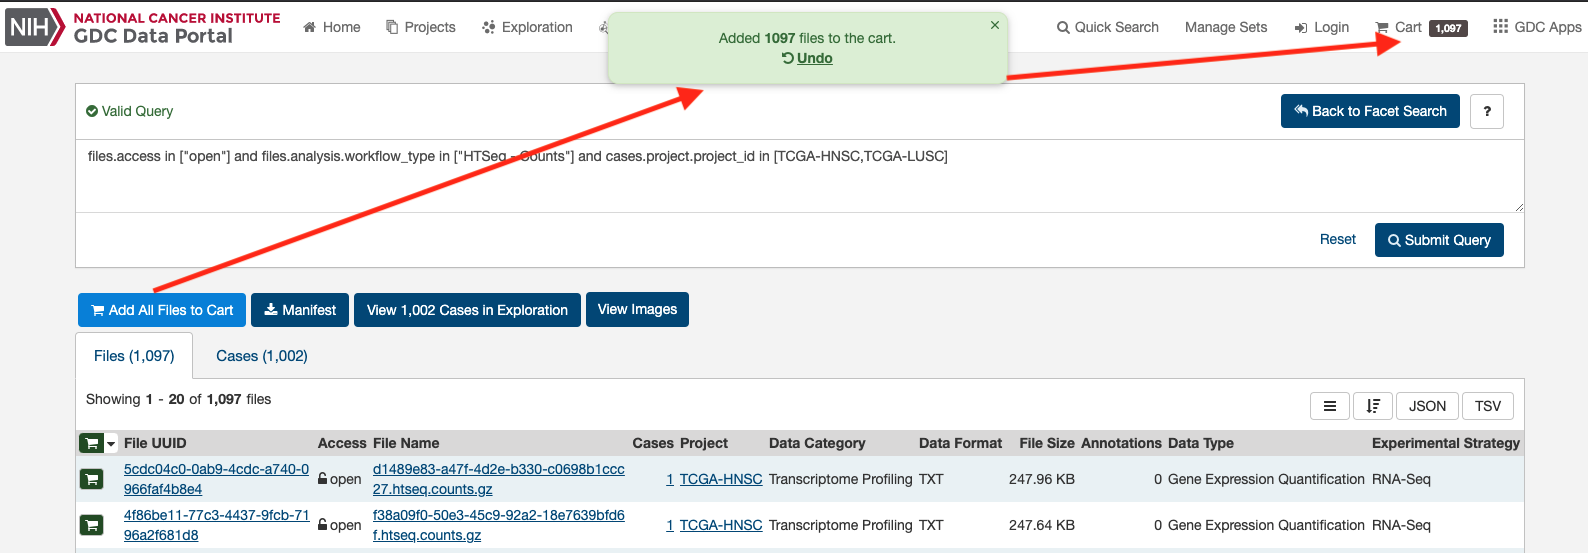 NIH NATIONAL CANCER INSTITUTE
GDC Data Portal
Home Projects Exploration
Added 1097 files to the cart.
Undo
Quick Search Manage Sets Login Cart 1,097 GDC Apps
Valid Query
Back to Facet Search ?
files.access in ["open"] and files.analysis.workflow_type in ["HTSeq - Counts"] and cases.project.project_id in [TCGA-HNSC,TCGA-LUSC]
Reset Submit Query
Add All Files to Cart Manifest View 1,002 Cases in Exploration View Images
Files (1,097) Cases (1,002)
Showing 1 - 20 of 1,097 files
JSON TSV
File UUID Access File Name Cases Project Data Category Data Format File Size Annotations Data Type Experimental Strategy
5cdc04c0-0ab9-4cdc-a740-0 open d1489e83-a47f-4d2e-b330-c0698b1ccc 1 TCGA-HNSC Transcriptome Profiling TXT 247.96 KB 0 Gene Expression Quantification RNA-Seq
966faf4b8e4 27.htseq.counts.gz
4f86be11-77c3-4437-9fcb-71 open f38a09f0-50e3-45c9-92a2-18e7639bfd6 1 TCGA-HNSC Transcriptome Profiling TXT 247.64 KB 0 Gene Expression Quantification RNA-Seq
96a2f681d8 f.htseq.counts.gz